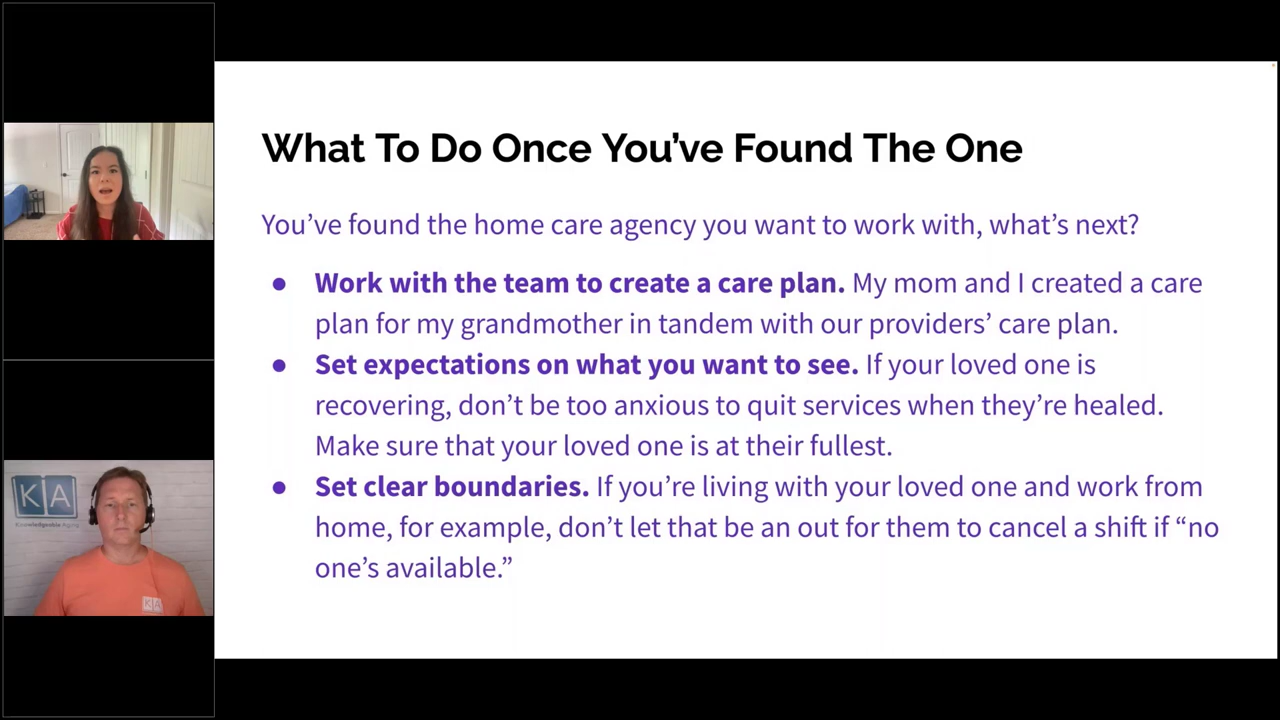 What To Do Once You’ve Found The One
You’ve found the home care agency you want to work with, what’s next?
● Work with the team to create a care plan. My mom and I created a care
plan for my grandmother in tandem with our providers’ care plan.
● Set expectations on what you want to see. If your loved one is
recovering, don’t be too anxious to quit services when they’re healed.
Make sure that your loved one is at their fullest.
● Set clear boundaries. If you’re living with your loved one and work from
home, for example, don’t let that be an out for them to cancel a shift if “no
one’s available.”
KA
Knowledgeable Aging
KA